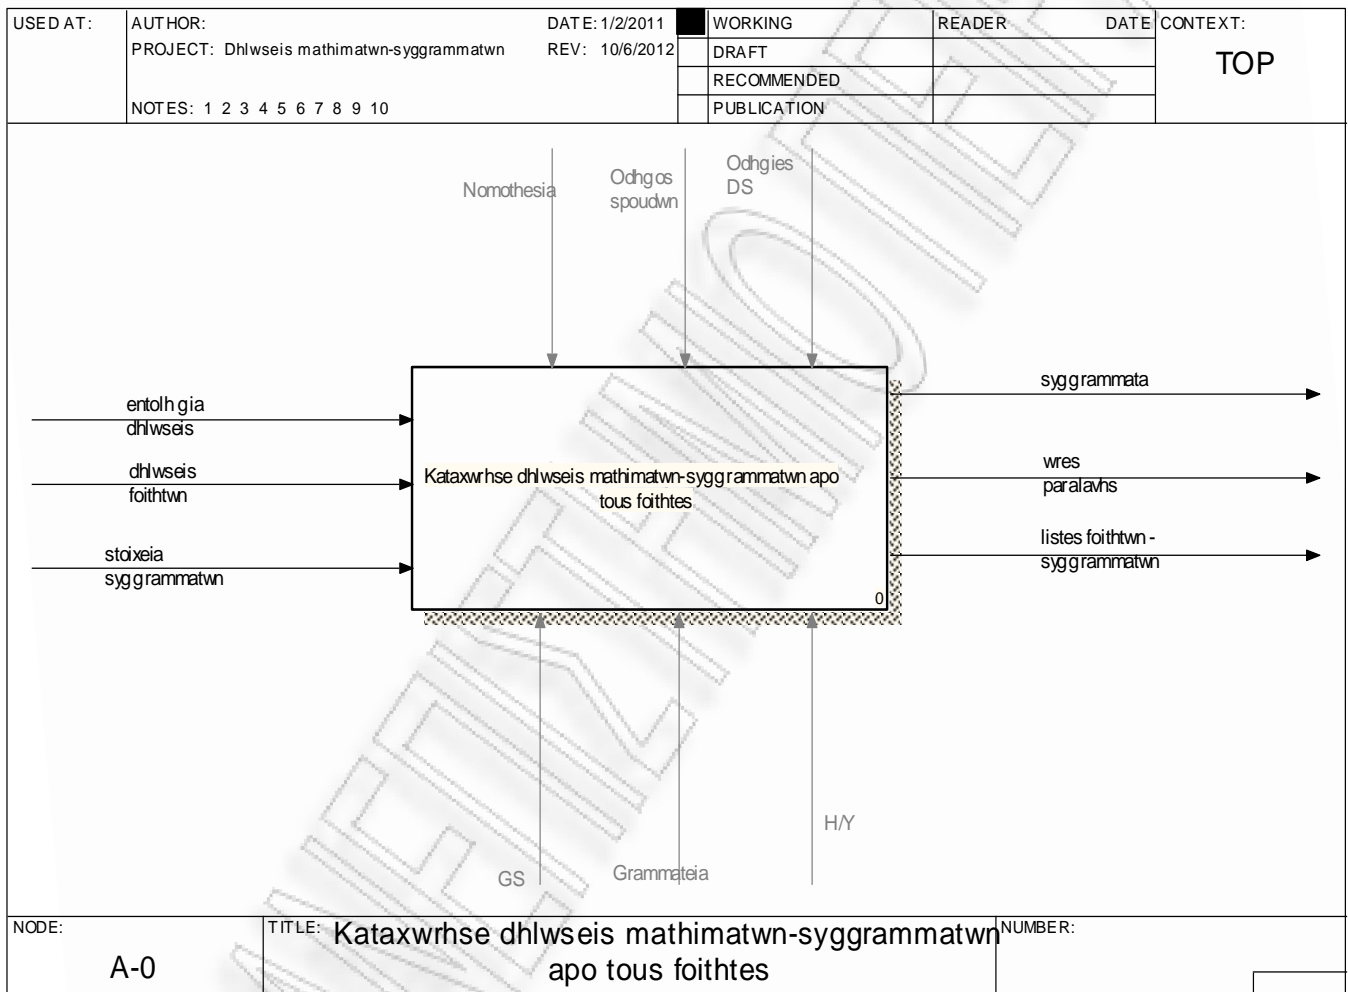 USED AT:
AUTHOR:
DATE: 1/2/2011
PROJECT: Dhlwseis mathimatwn-syggrammatwn
REV: 10/6/2012
NOTES: 1 2 3 4 5 6 7 8 9 10
WORKING
DRAFT
RECOMMENDED
PUBLICATION
READER
DATE
CONTEXT:
TOP
Nomothesia
Odhgos
spoudwn
Odhgies
DS
entolh gia
dhlwseis
dhlwseis
foithtwn
stoixeia
syggrammatwn
Kataxwrhse dhlwseis mathimatwn-syggrammatwn apo
tous foithtes
0
syggrammata
wres
paralavhs
listes foithtwn -
syggrammatwn
GS
Grammateia
H/Y
NODE:
A-0
TITLE:
Kataxwrhse dhlwseis mathimatwn-syggrammatwn
apo tous foithtes
NUMBER: